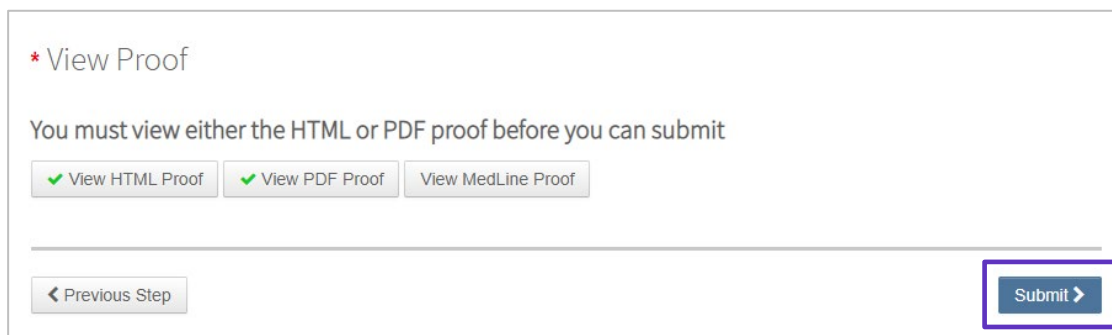 * View Proof
You must view either the HTML or PDF proof before you can submit
✔ View HTML Proof ✔ View PDF Proof View MedLine Proof
Previous Step Submit